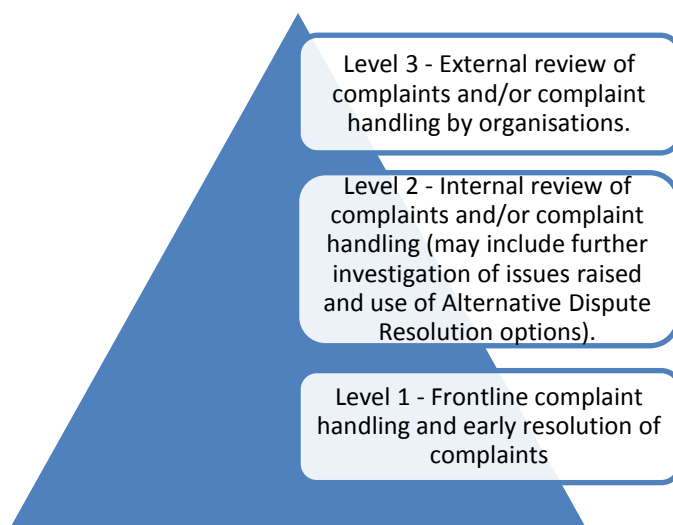 Level 3 - External review of
complaints and/or complaint
handling by organisations.
Level 2 - Internal review of
complaints and/or complaint
handling (may include further
investigation of issues raised
and use of Alternative Dispute
Resolution options).
Level 1 - Frontline complaint
handling and early resolution of
complaints